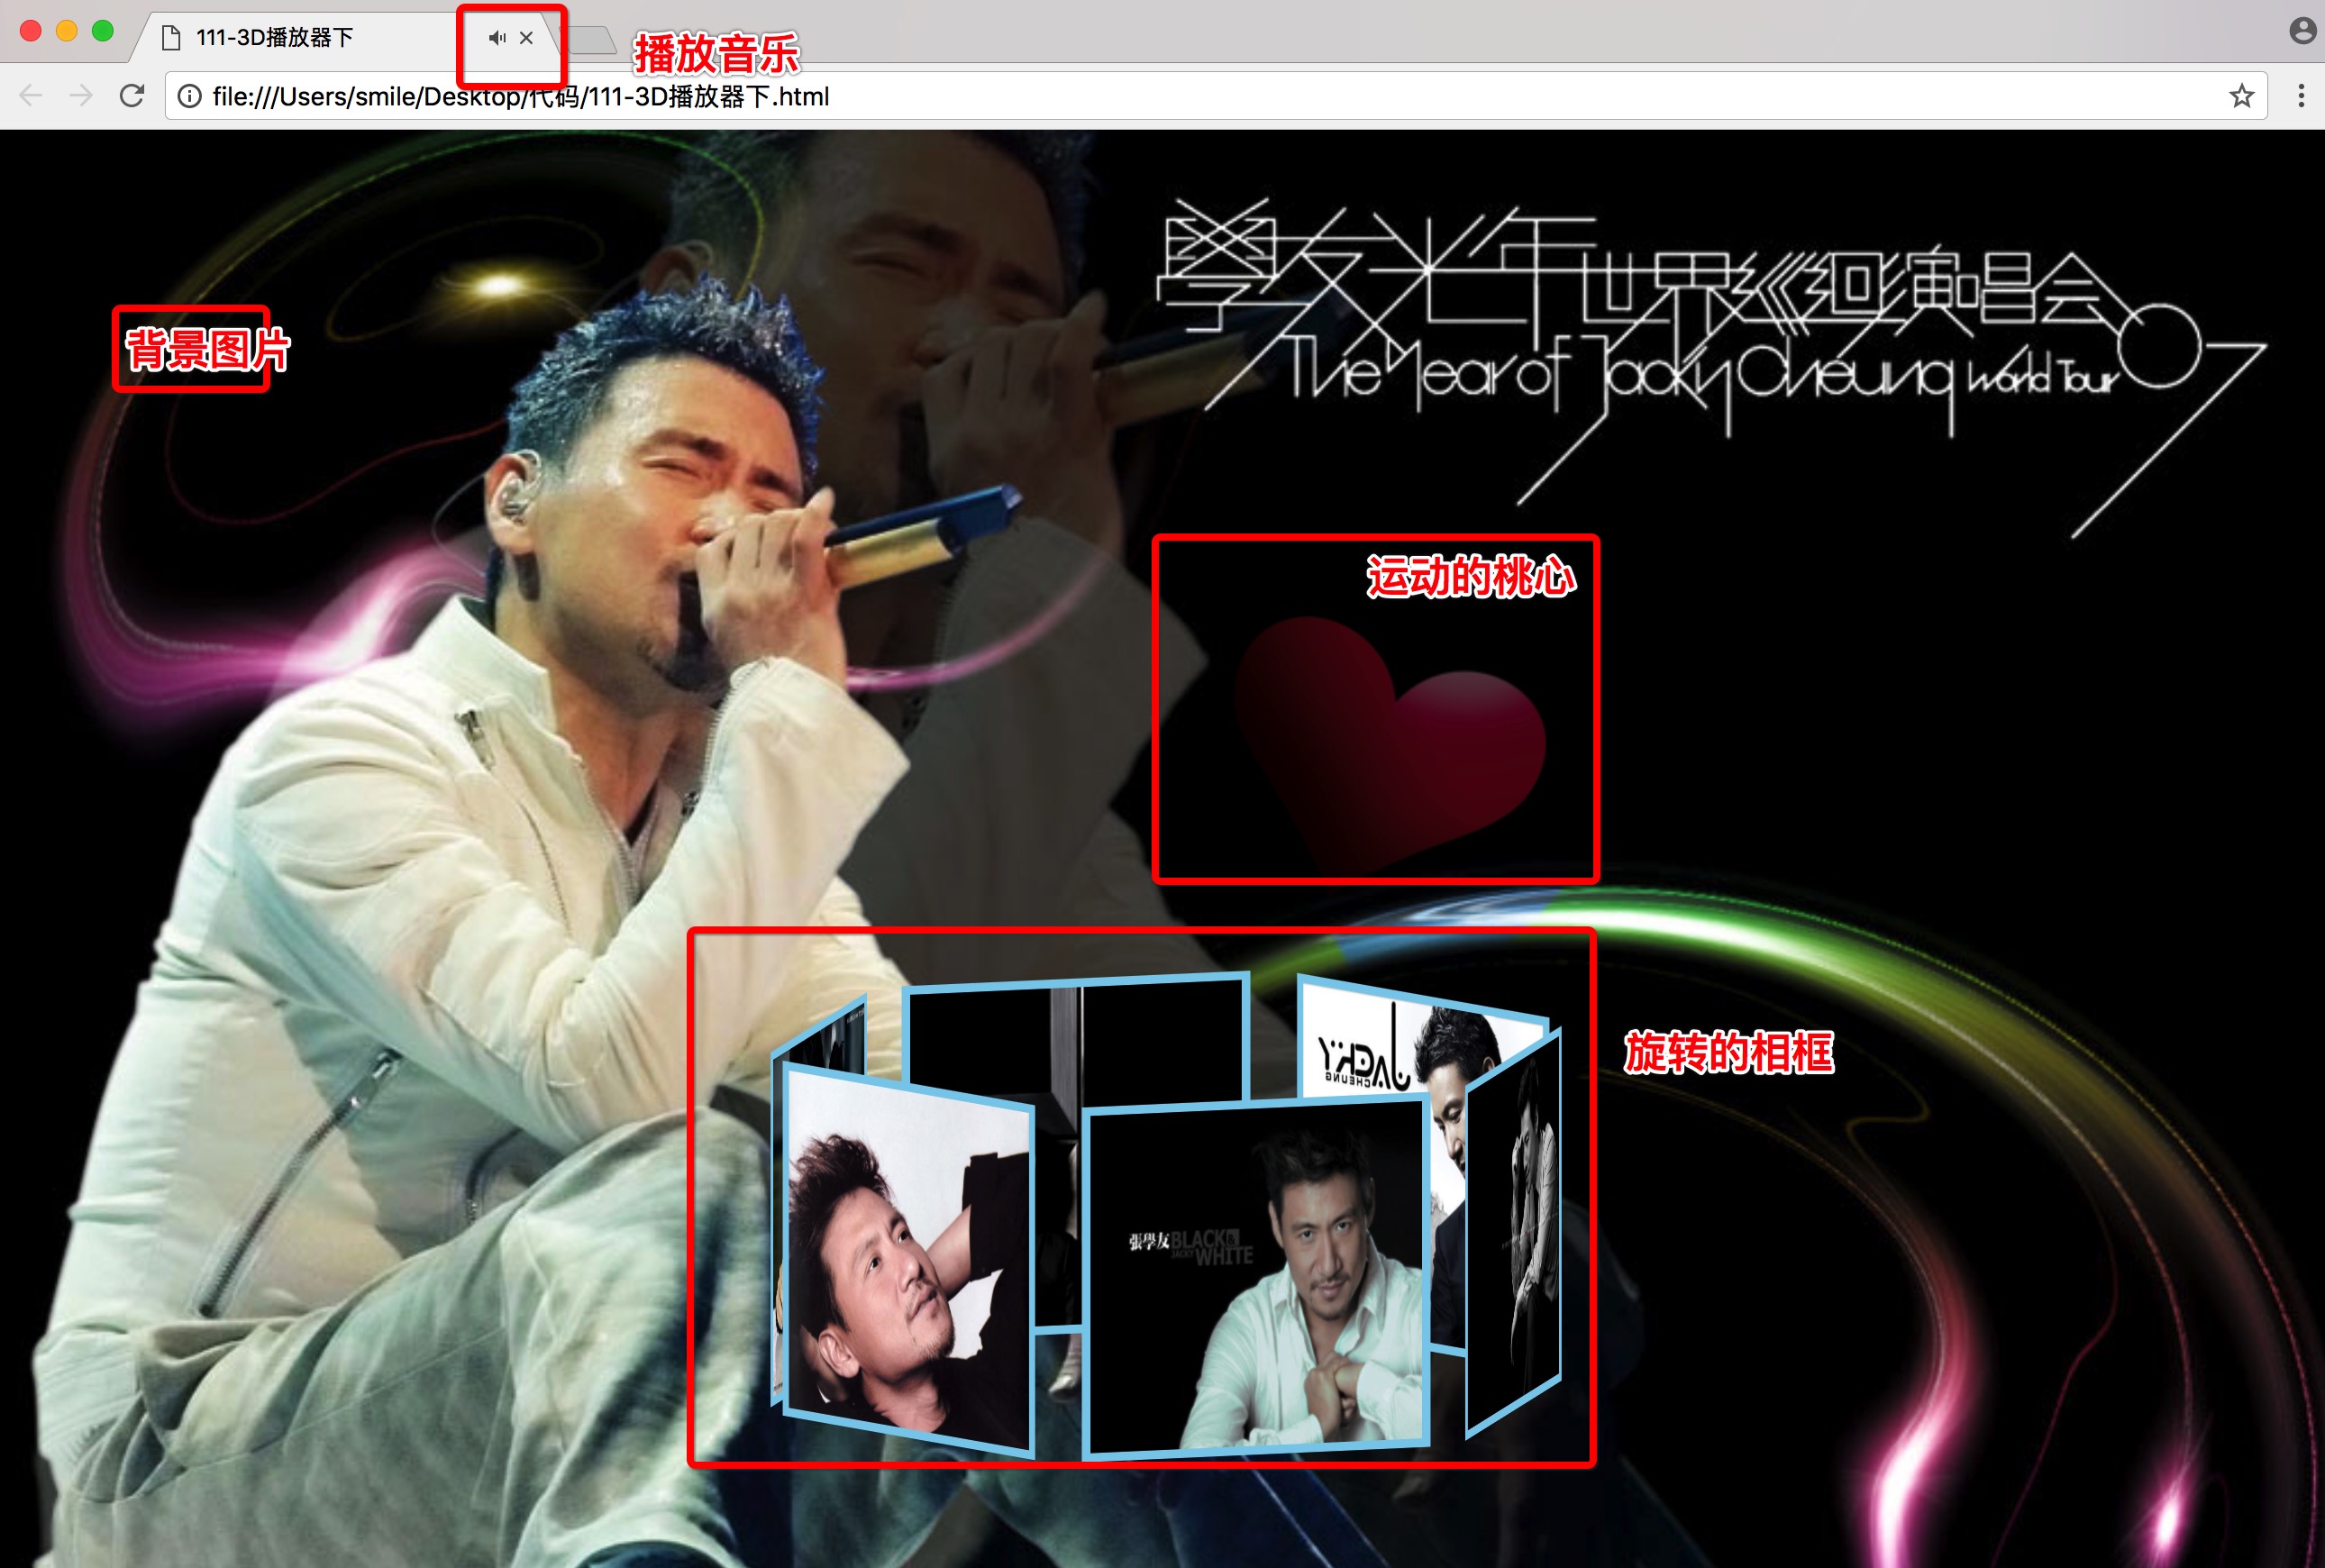 111-3D播放器下
播放音乐
file:///Users/smile/Desktop/代码/111-3D播放器下.html
學友光年世界巡迴演唱会07
The Year of Jacky Cheung World Tour
背景图片
运动的桃心
旋转的相框
JACKY
CHEUNG
張學友 BLACK &
JACKY WHITE